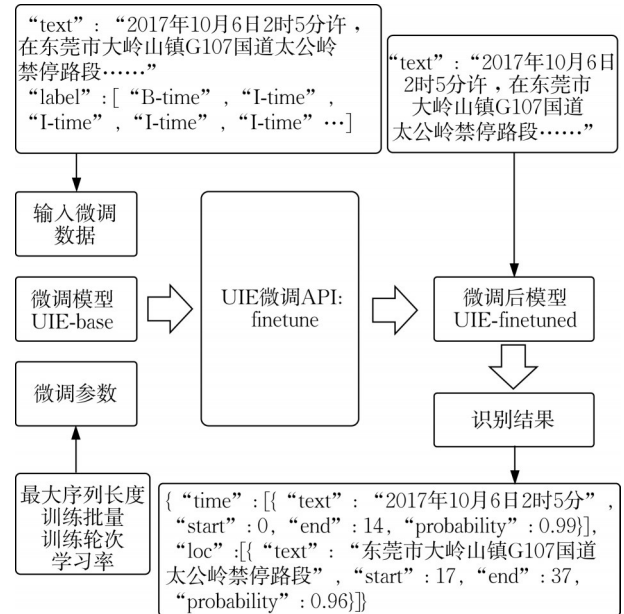 “text”：“2017年10月6日2时5分许，
在东莞市大岭山镇G107国道太公岭
禁停路段……”
“label”:[ “B-time” , “I-time” ,
“I-time” , “I-time” , “I-time” …]
“text”：“2017年10月6日
2时5分许，在东莞市
大岭山镇G107国道
太公岭禁停路段……”
输入微调
数据
微调模型
UIE-base
微调参数
最大序列长度
训练批量
训练轮次
学习率
UIE微调API:
finetune
微调后模型
UIE-finetuned
识别结果
{ “time” :[{ “text” : “2017年10月6日2时5分” ,
“start” : 0, “end” : 14, “probability” : 0.99}],
“loc” :[{ “text” : “东莞市大岭山镇G107国道
太公岭禁停路段” , “start” : 17, “end” : 37,
“probability” : 0.96}]}